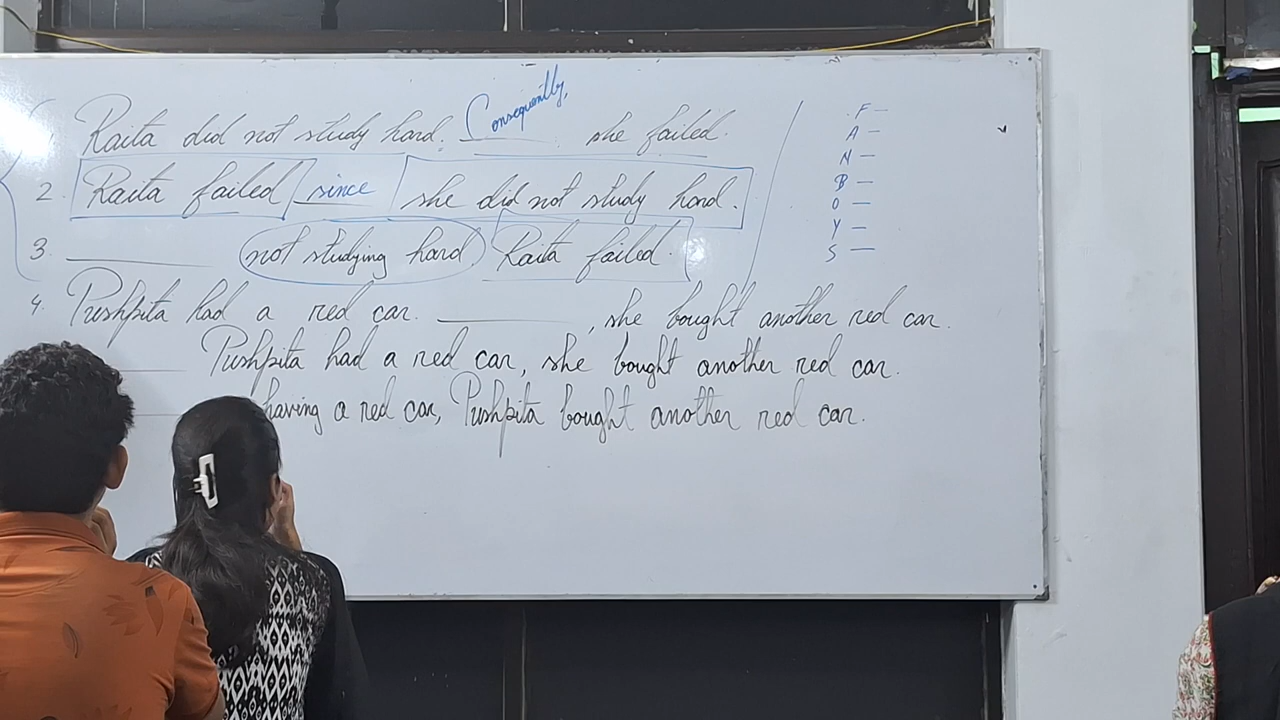 Raita did not study hard. Consequently, she failed.
2. Raita failed since she did not study hard.
3. ________ not studying hard Raita failed.
4. Pushpita had a red car. ________, she bought another red car.
Pushpita had a red car, she bought another red car.
having a red car, Pushpita bought another red car.
F —
A —
N —
B —
O —
Y —
S —